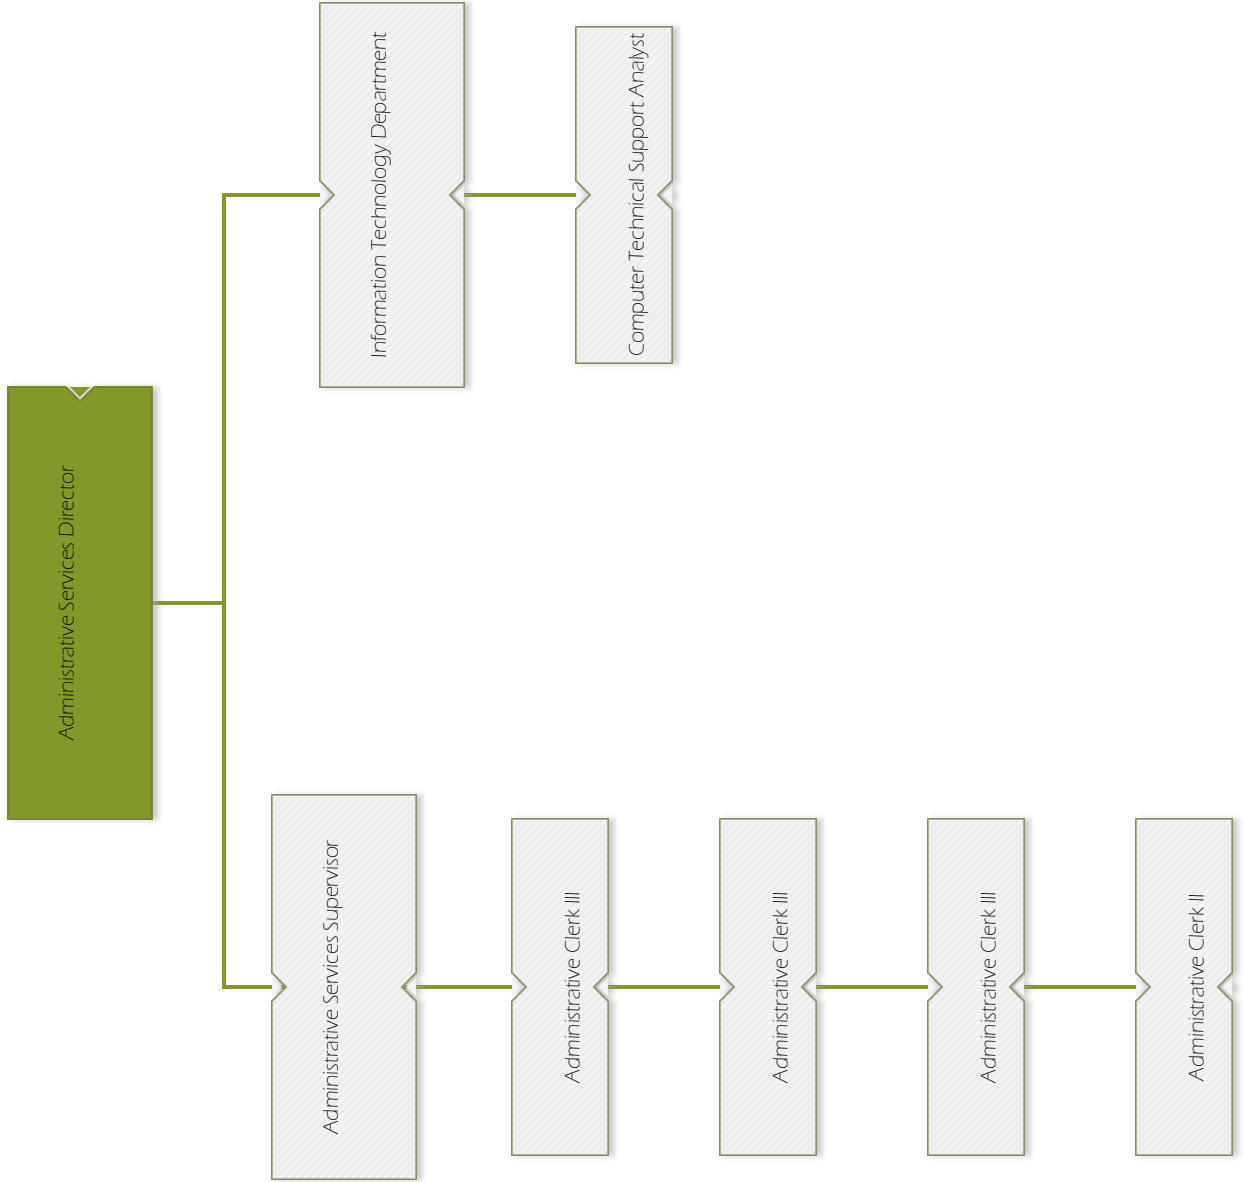 Administrative Services Director
Information Technology Department
Computer Technical Support Analyst
Administrative Services Supervisor
Administrative Clerk III
Administrative Clerk III
Administrative Clerk III
Administrative Clerk II